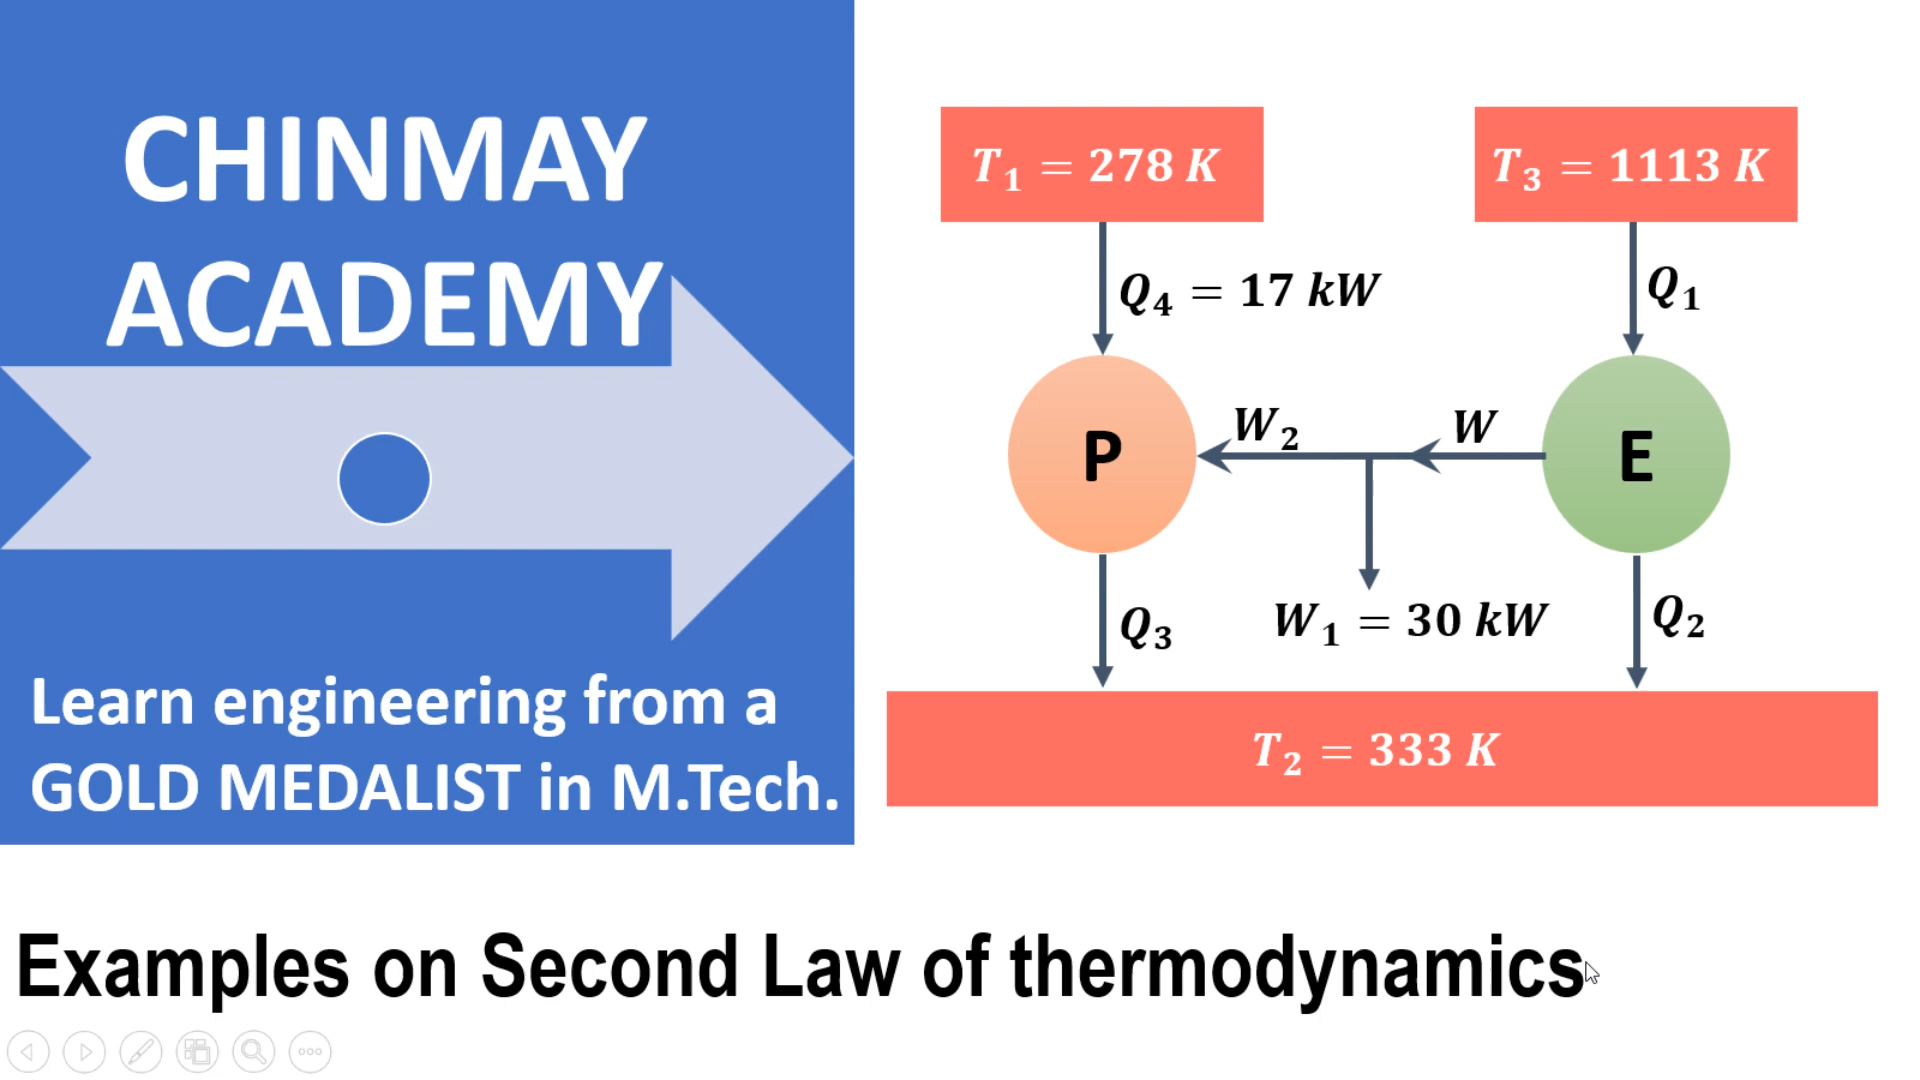 CHINMAY
ACADEMY
Learn engineering from a
GOLD MEDALIST in M.Tech.
T₁ = 278 K
T₃ = 1113 K
Q₄ = 17 kW
Q₁
P
W₂
W
E
Q₃
W₁ = 30 kW
Q₂
T₂ = 333 K
Examples on Second Law of thermodynamics